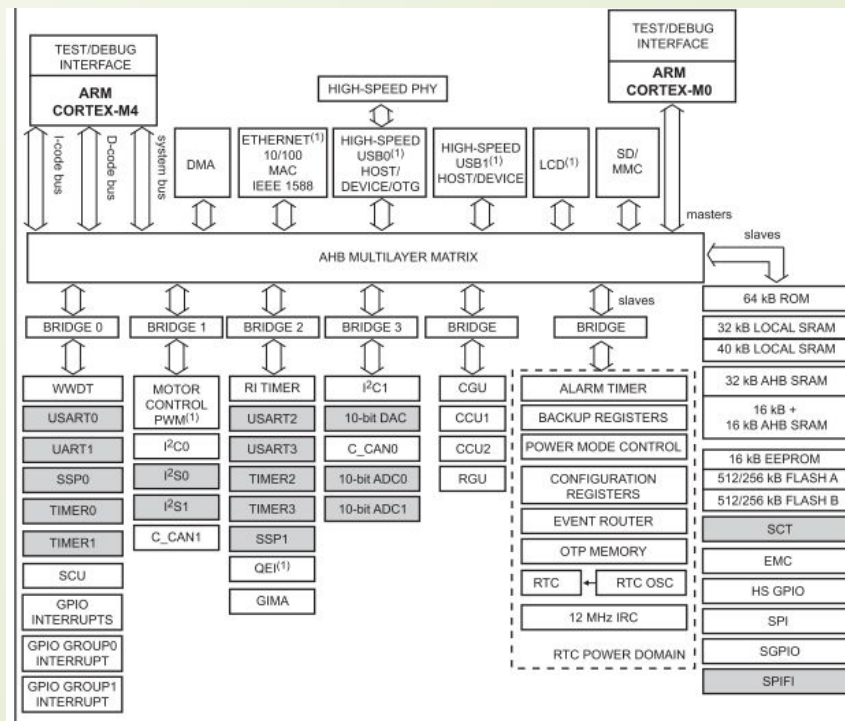 TEST/DEBUG
INTERFACE
ARM
CORTEX-M4
TEST/DEBUG
INTERFACE
ARM
CORTEX-M0
HIGH-SPEED PHY
I-code bus
D-code bus
system bus
DMA
ETHERNET(1)
10/100
MAC
IEEE 1588
HIGH-SPEED
USB0(1)
HOST/
DEVICE/OTG
HIGH-SPEED
USB1(1)
HOST/DEVICE
LCD(1)
SD/
MMC
masters
slaves
AHB MULTILAYER MATRIX
slaves
BRIDGE 0
BRIDGE 1
BRIDGE 2
BRIDGE 3
BRIDGE
BRIDGE
WWDT
USART0
UART1
SSP0
TIMER0
TIMER1
SCU
GPIO
INTERRUPTS
GPIO GROUP0
INTERRUPT
GPIO GROUP1
INTERRUPT
MOTOR
CONTROL
PWM(1)
I²C0
I²S0
I²S1
C_CAN1
RI TIMER
USART2
USART3
TIMER2
TIMER3
SSP1
QEI(1)
GIMA
I²C1
10-bit DAC
C_CAN0
10-bit ADC0
10-bit ADC1
CGU
CCU1
CCU2
RGU
ALARM TIMER
BACKUP REGISTERS
POWER MODE CONTROL
CONFIGURATION
REGISTERS
EVENT ROUTER
OTP MEMORY
RTC
RTC OSC
12 MHz IRC
RTC POWER DOMAIN
64 kB ROM
32 kB LOCAL SRAM
40 kB LOCAL SRAM
32 kB AHB SRAM
16 kB +
16 kB AHB SRAM
16 kB EEPROM
512/256 kB FLASH A
512/256 kB FLASH B
SCT
EMC
HS GPIO
SPI
SGPIO
SPIFI